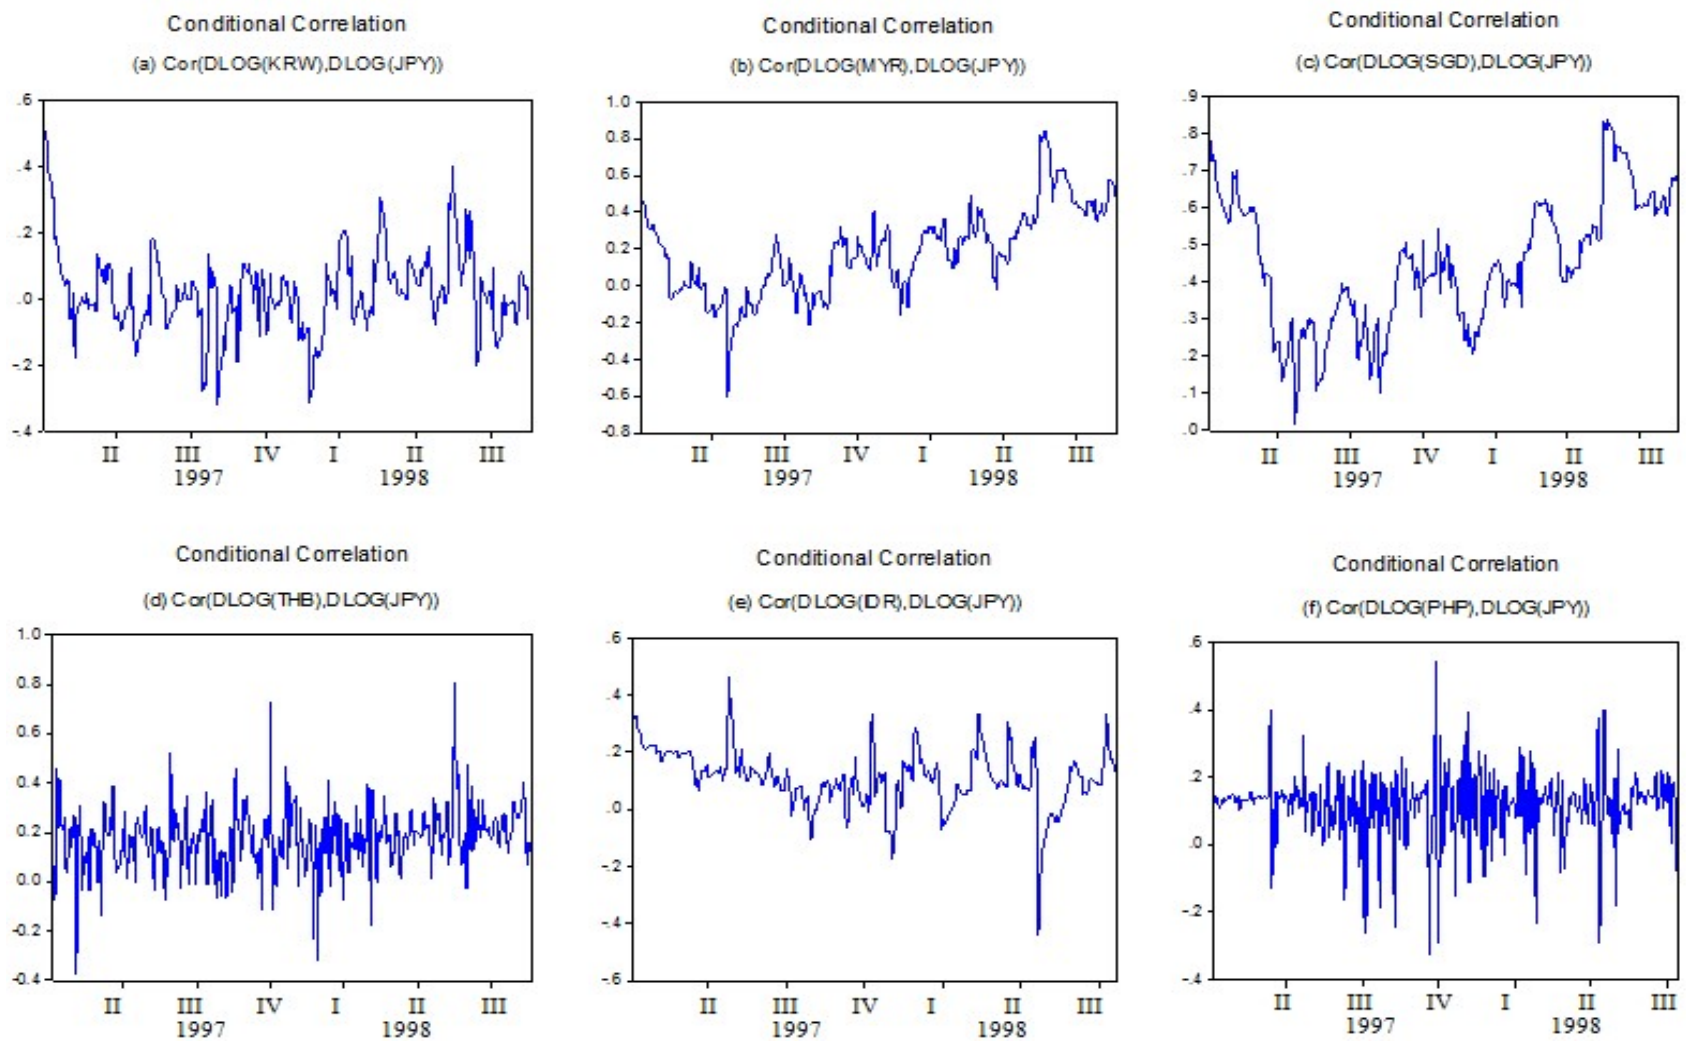 Conditional Correlation
(a) Cor(DLOG(KRW),DLOG(JPY))
.6
.4
.2
.0
-.2
-.4
II III IV I II III
1997 1998
Conditional Correlation
(b) Cor(DLOG(MYR),DLOG(JPY))
1.0
0.8
0.6
0.4
0.2
0.0
-0.2
-0.4
-0.6
-0.8
II III IV I II III
1997 1998
Conditional Correlation
(c) Cor(DLOG(SGD),DLOG(JPY))
.9
.8
.7
.6
.5
.4
.3
.2
.1
.0
II III IV I II III
1997 1998
Conditional Correlation
(d) Cor(DLOG(THB),DLOG(JPY))
1.0
0.8
0.6
0.4
0.2
0.0
-0.2
-0.4
II III IV I II III
1997 1998
Conditional Correlation
(e) Cor(DLOG(IDR),DLOG(JPY))
.6
.4
.2
.0
-.2
-.4
-.6
II III IV I II III
1997 1998
Conditional Correlation
(f) Cor(DLOG(PHP),DLOG(JPY))
.6
.4
.2
.0
-.2
-.4
II III IV I II III
1997 1998